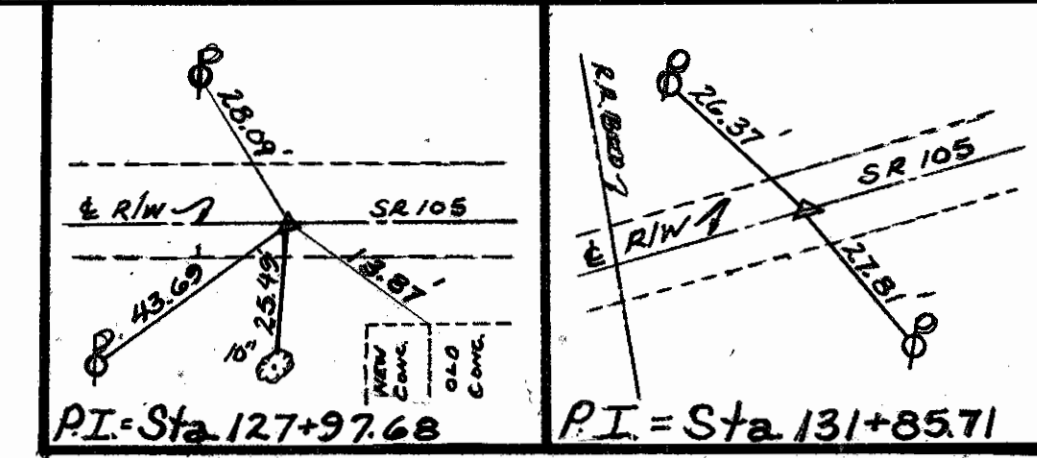 28.09'
℄ R/W
SR 105
43.69'
25.49'
13.87'
10"
NEW
CONC.
OLD
CONC.
P.I. = Sta 127+97.68
R.R. BED
26.37'
SR 105
℄ R/W
27.81'
P.I. = Sta. 131+85.71